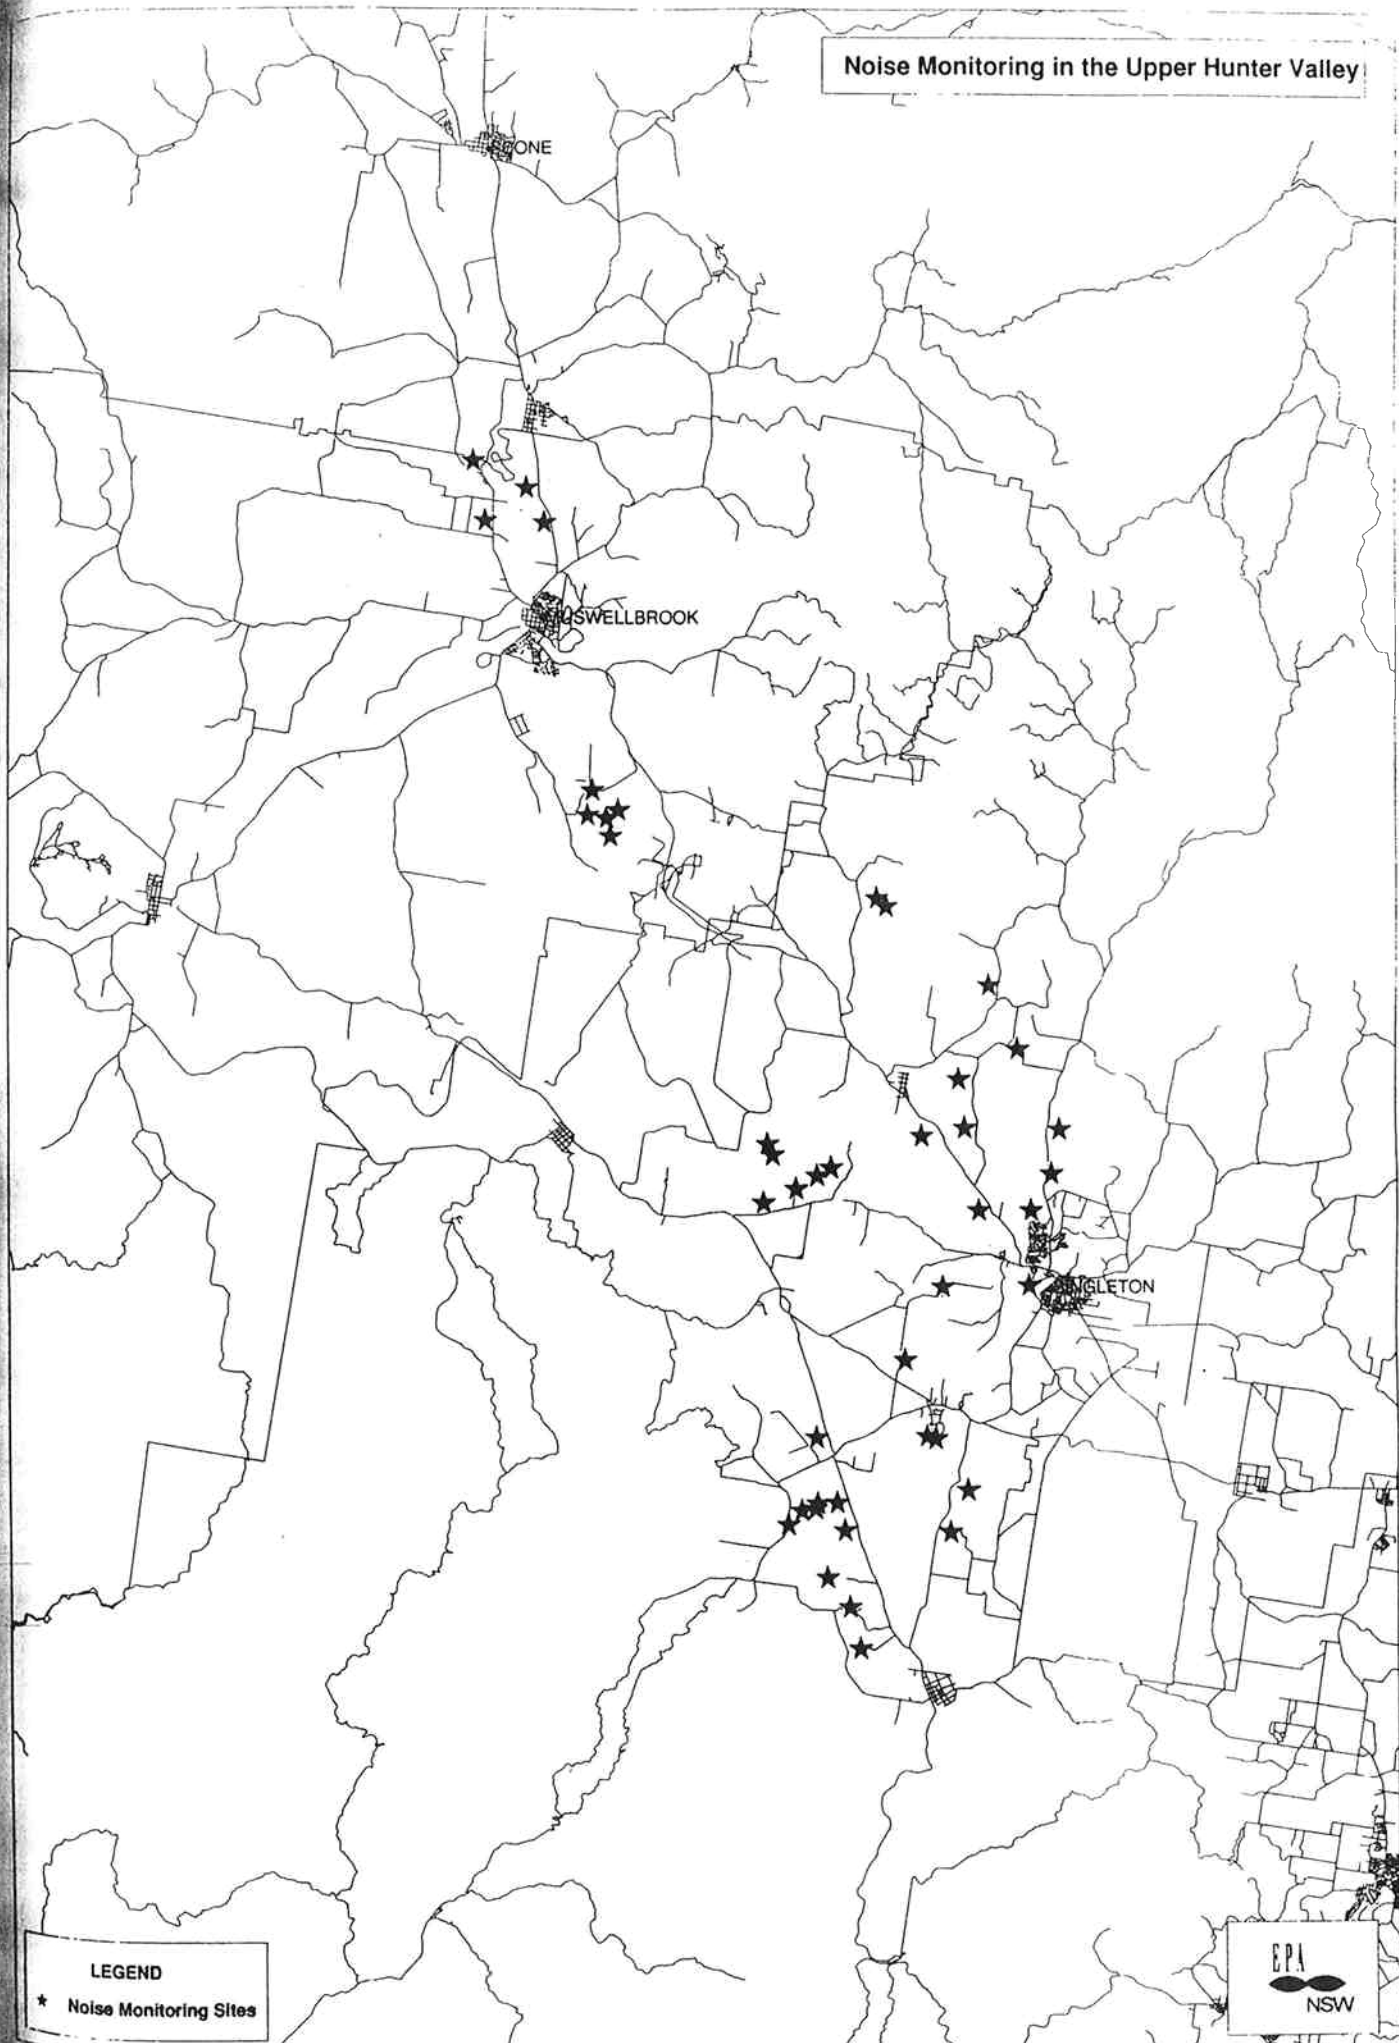 Noise Monitoring in the Upper Hunter Valley
SCONE
MUSWELLBROOK
SINGLETON
LEGEND
★ Noise Monitoring Sites
EPA
NSW